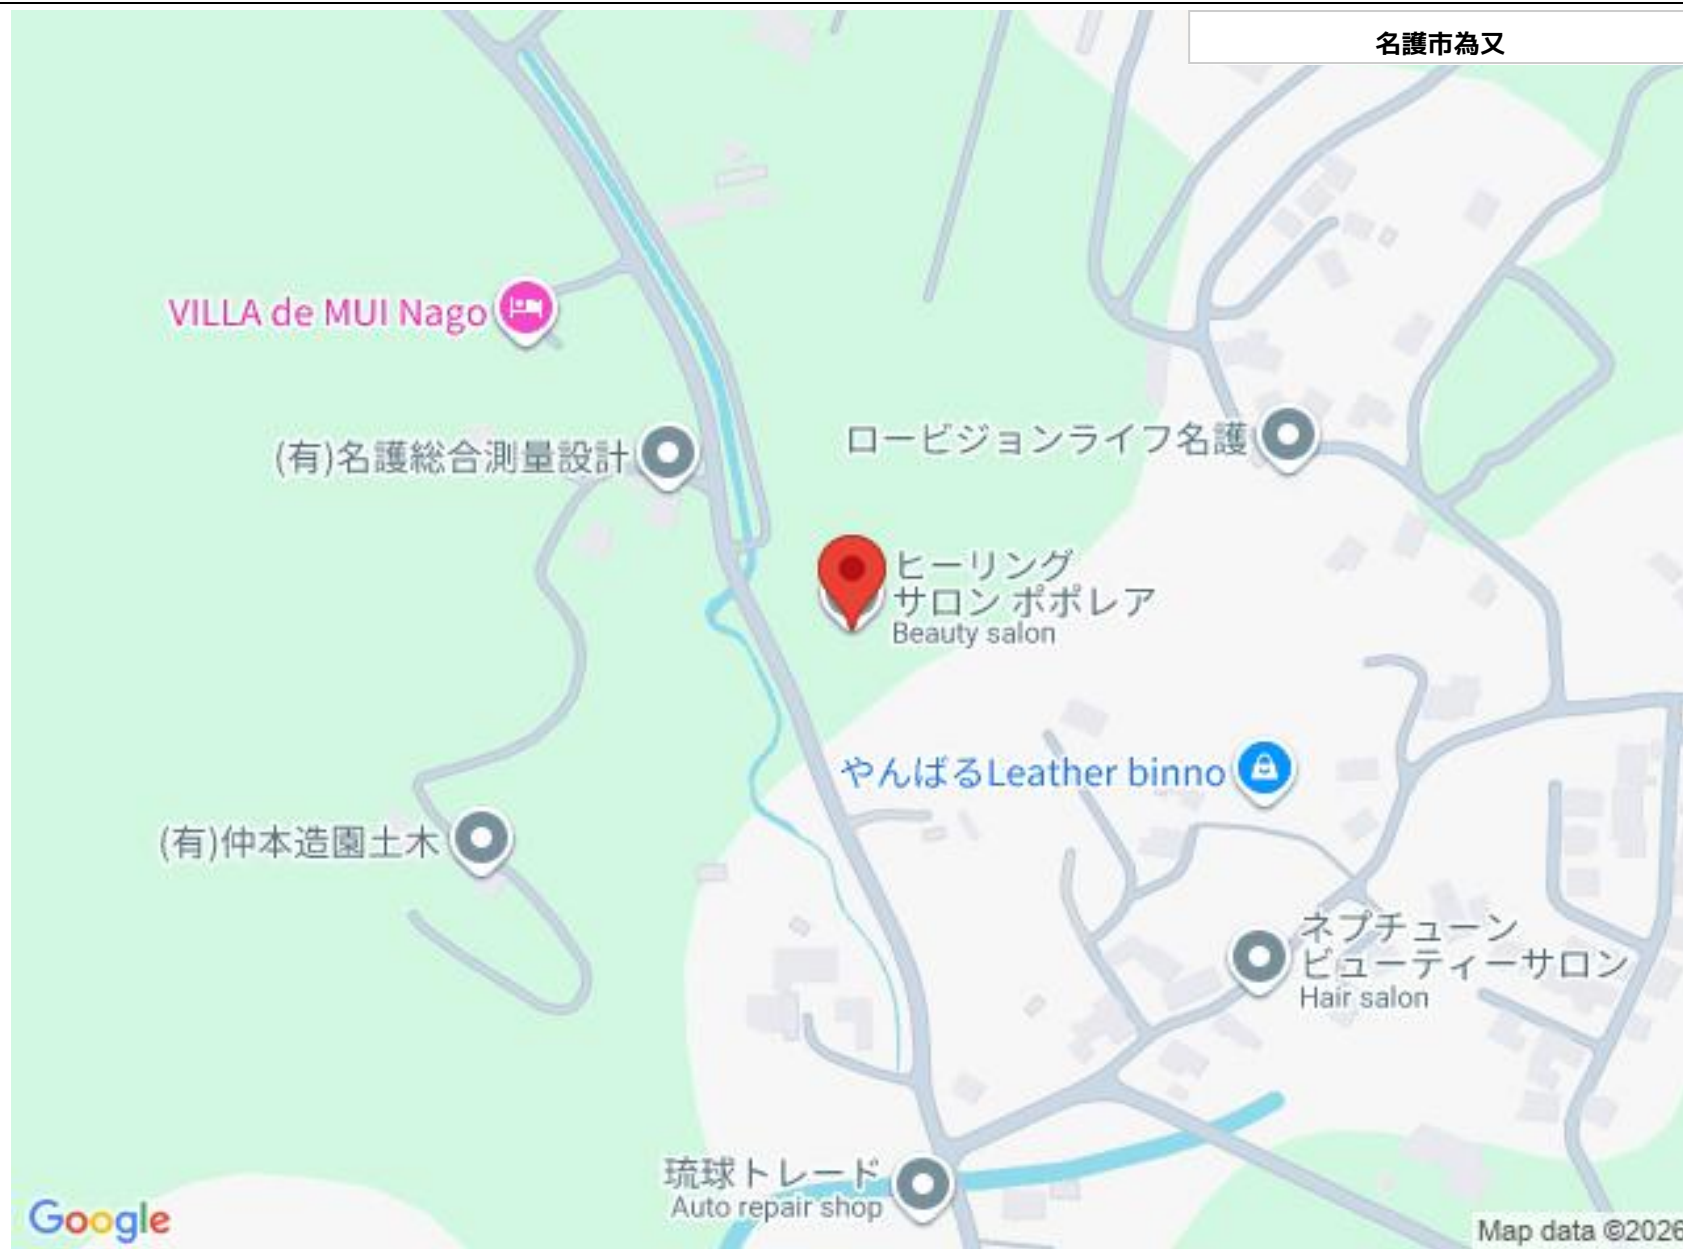 名護市為又
VILLA de MUI Nago
(有)名護総合測量設計
ロービジョンライフ名護
ヒーリング
サロン ポポレア
Beauty salon
やんばるLeather binno
(有)仲本造園土木
ネプチューン
ビューティーサロン
Hair salon
琉球トレード
Auto repair shop
Google
Map data ©2026